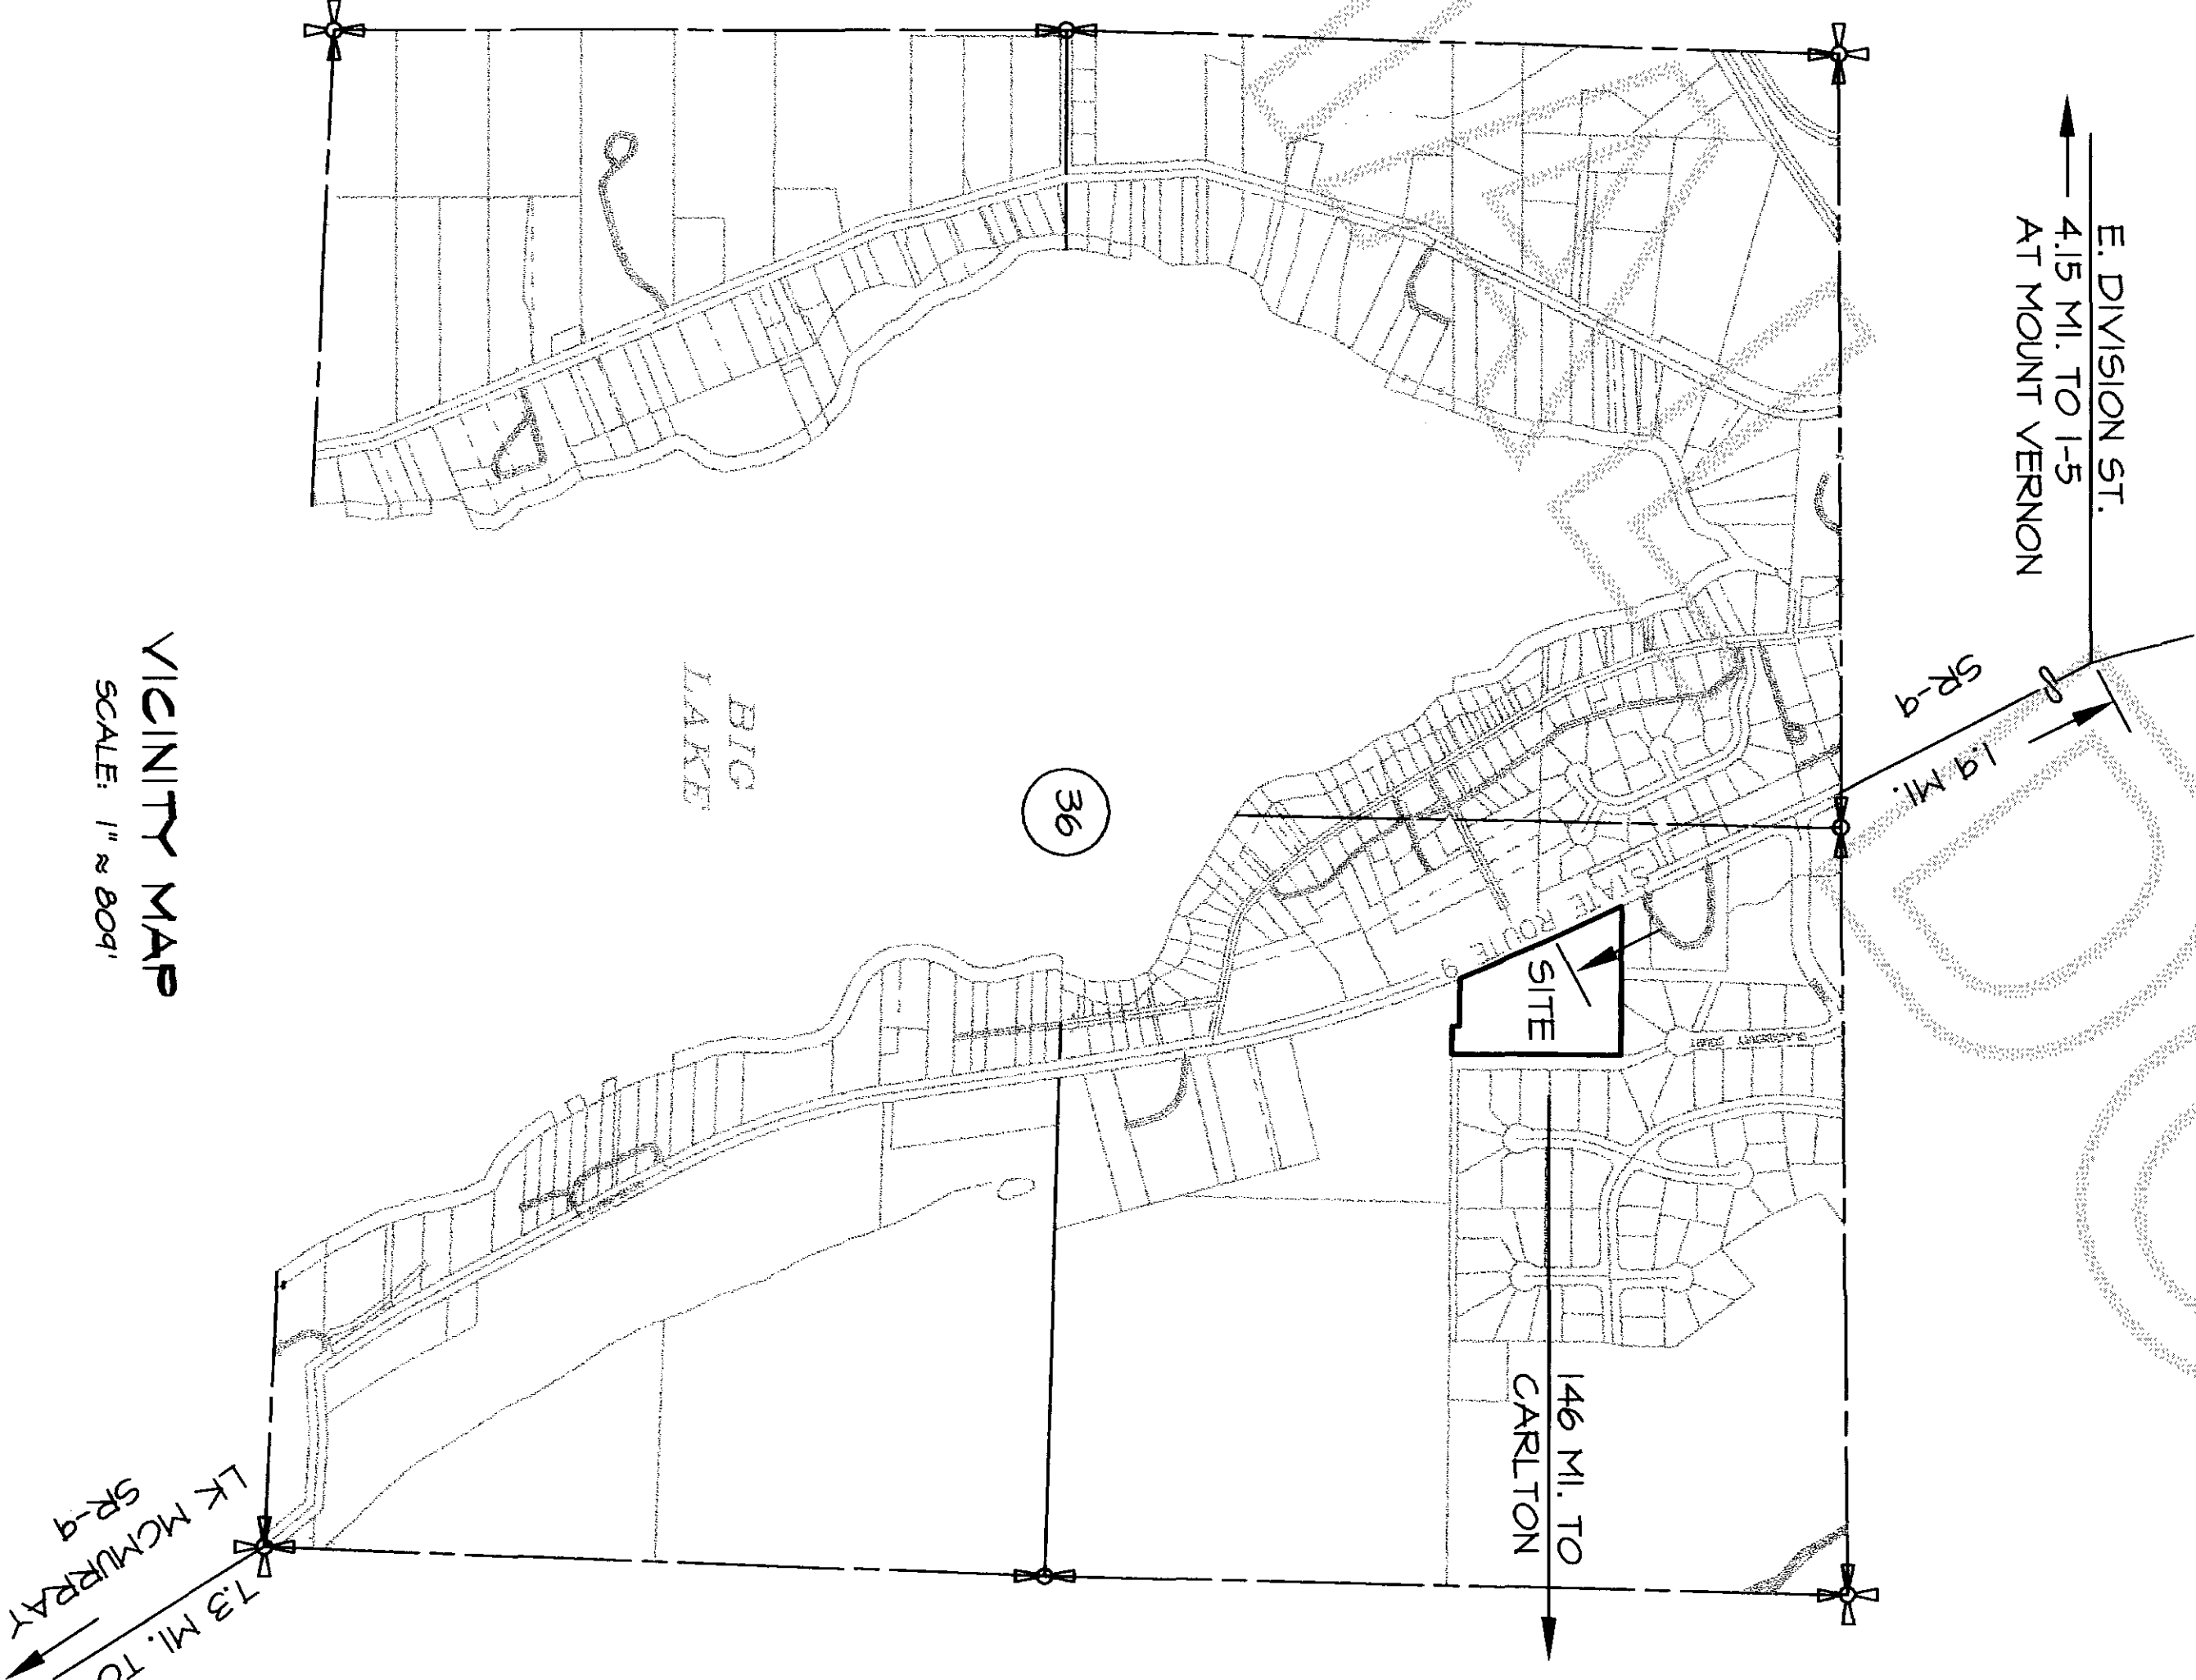 E. DIVISION ST.
4.15 MI. TO I-5
AT MOUNT VERNON
SR-9
1.9 MI.
STATE ROUTE 9
SITE
36
BIG
LAKE
146 MI. TO
CARLTON
7.3 MI. TO
LK MCMURRAY
SR-9
VICINITY MAP
SCALE: 1" ≈ 809'